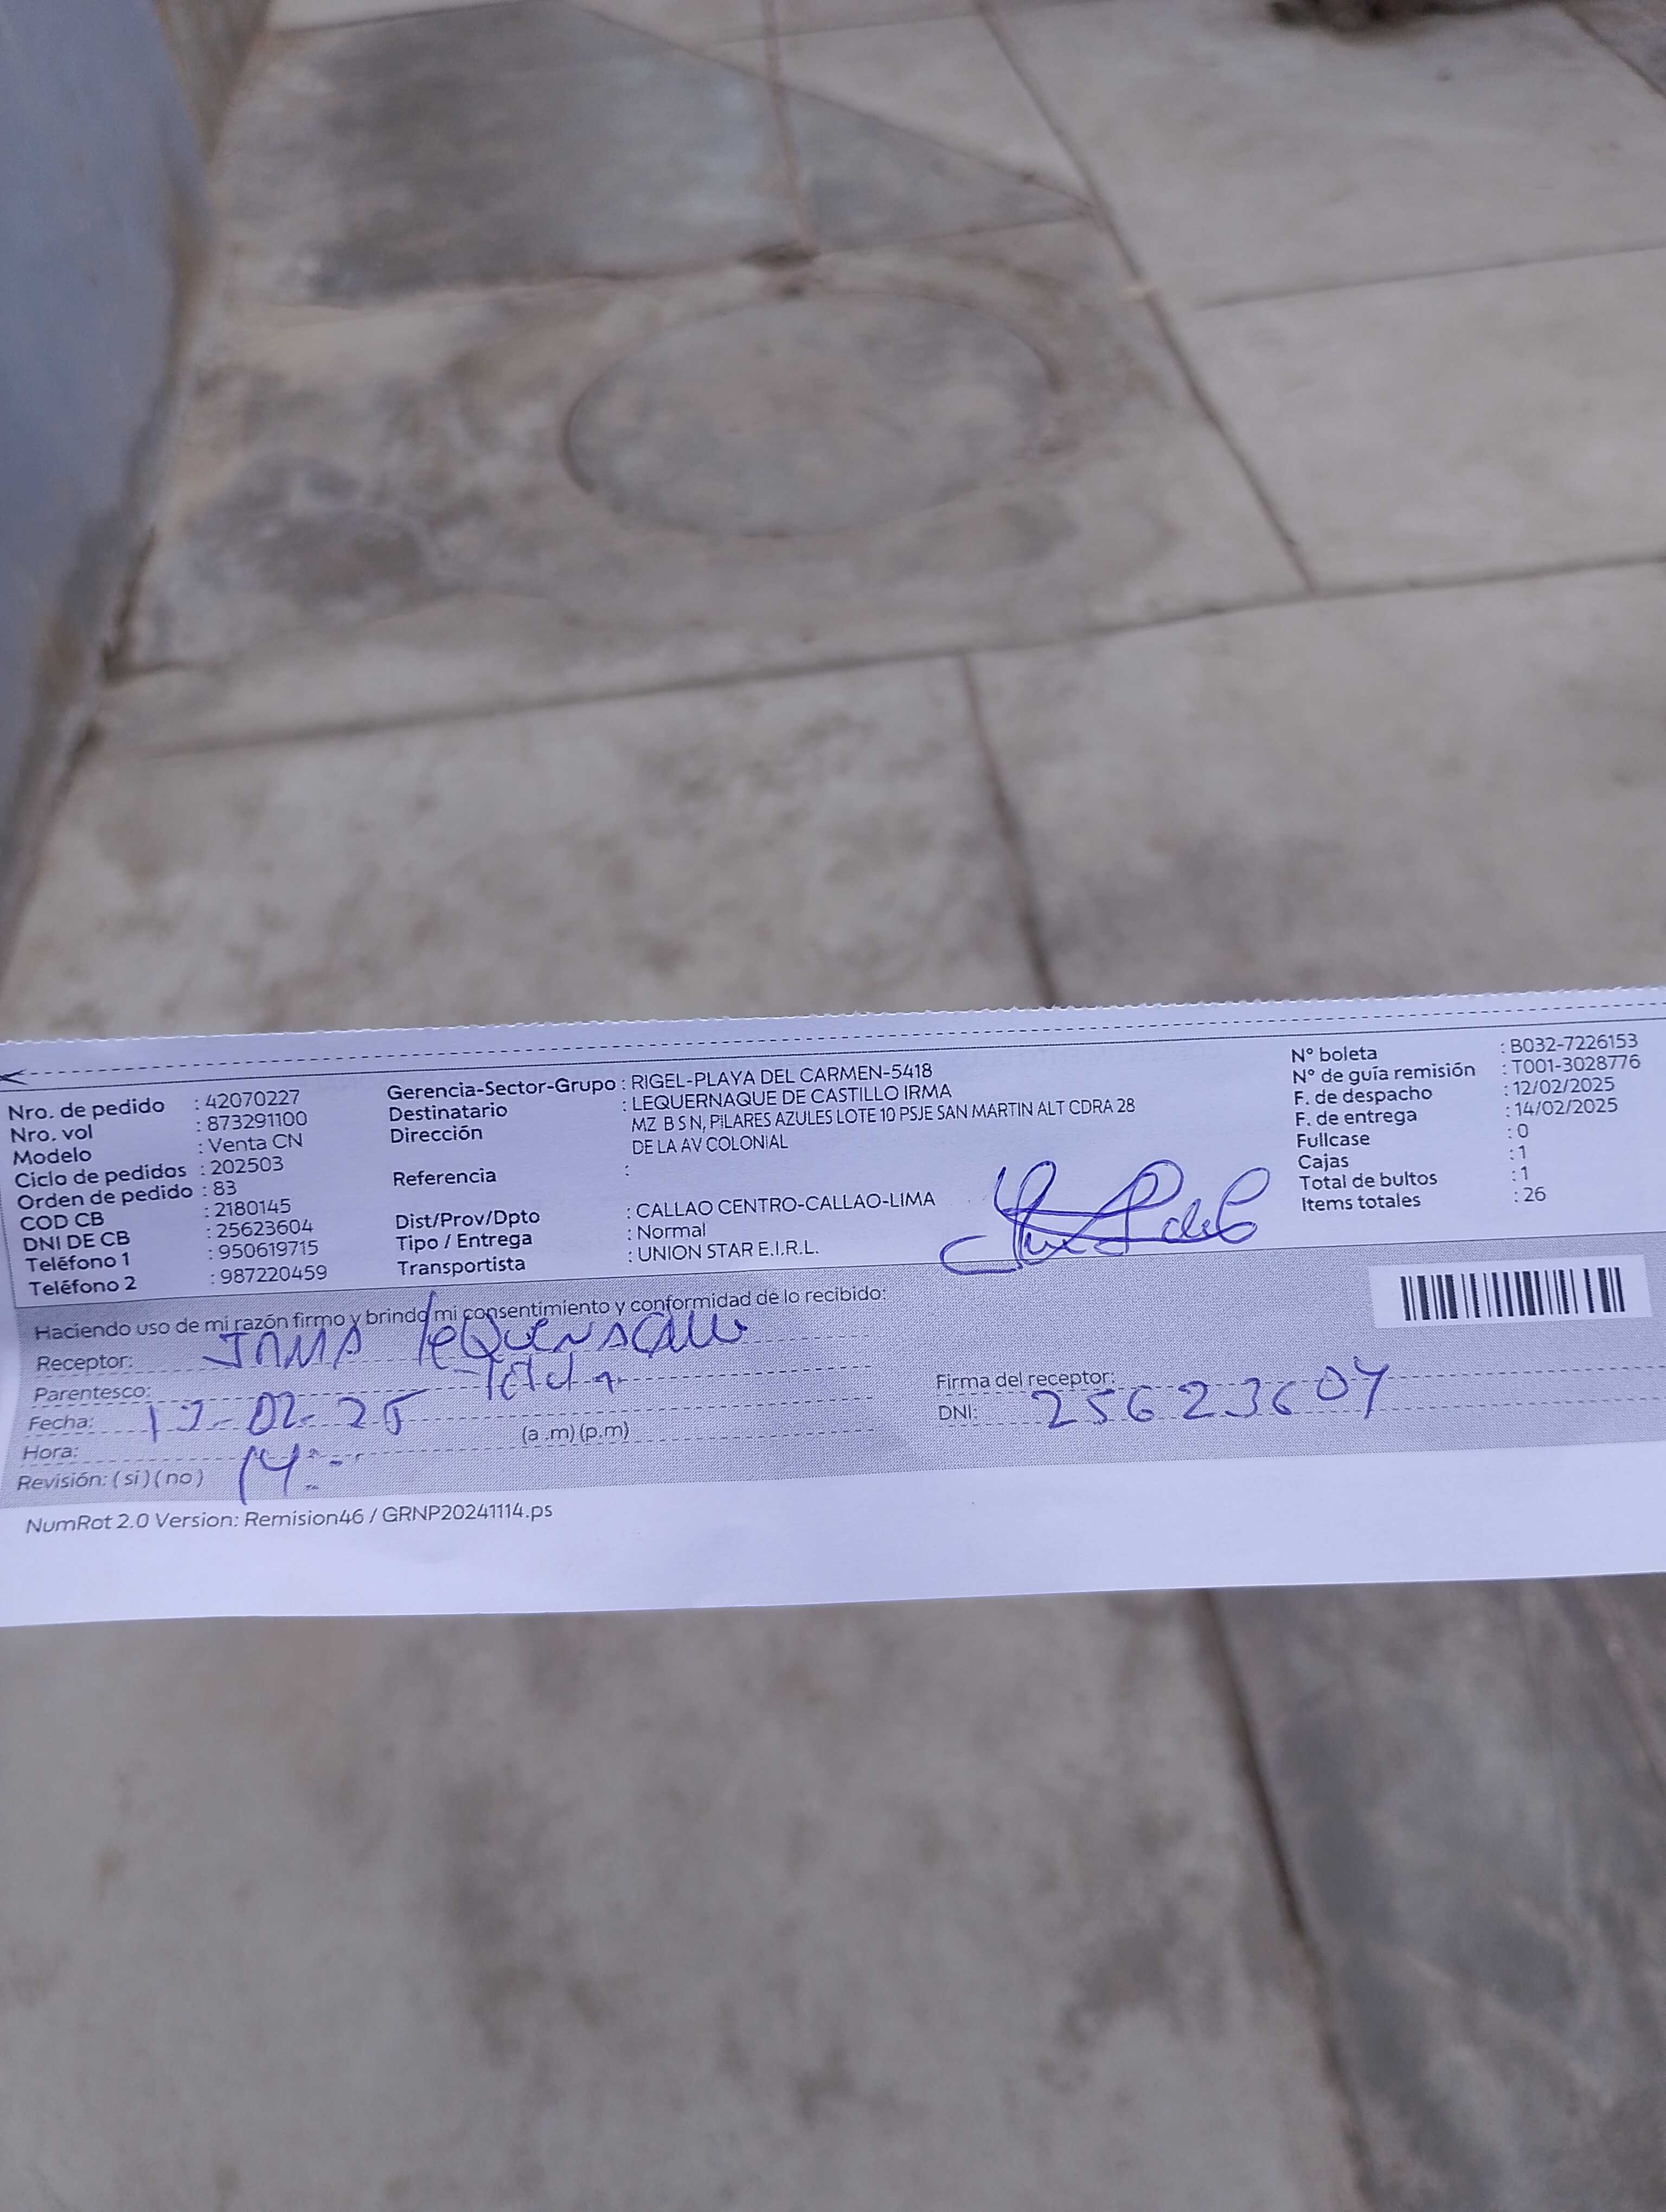 Nro. de pedido : 42070227
Nro. vol : 873291100
Modelo : Venta CN
Ciclo de pedidos : 202503
Orden de pedido : 83
COD CB : 2180145
DNI DE CB : 25623604
Teléfono 1 : 950619715
Teléfono 2 : 987220459
Gerencia-Sector-Grupo : RIGEL-PLAYA DEL CARMEN-5418
Destinatario : LEQUERNAQUE DE CASTILLO IRMA
Dirección MZ B S N, PILARES AZULES LOTE 10 PSJE SAN MARTIN ALT CDRA 28
DE LA AV COLONIAL
Referencia :
Dist/Prov/Dpto : CALLAO CENTRO-CALLAO-LIMA
Tipo / Entrega : Normal
Transportista : UNION STAR E.I.R.L.
N° boleta : B032-7226153
N° de guía remisión : T001-3028776
F. de despacho : 12/02/2025
F. de entrega : 14/02/2025
Fullcase : 0
Cajas : 1
Total de bultos : 1
Items totales : 26
Haciendo uso de mi razón firmo y brindo mi consentimiento y conformidad de lo recibido:
Receptor:
Parentesco:
Fecha: -02-25
Hora: 14: (a.m) (p.m)
Revisión: ( si ) ( no )
Firma del receptor:
DNI: 25623604
NumRot 2.0 Version: Remision46 / GRNP20241114.ps